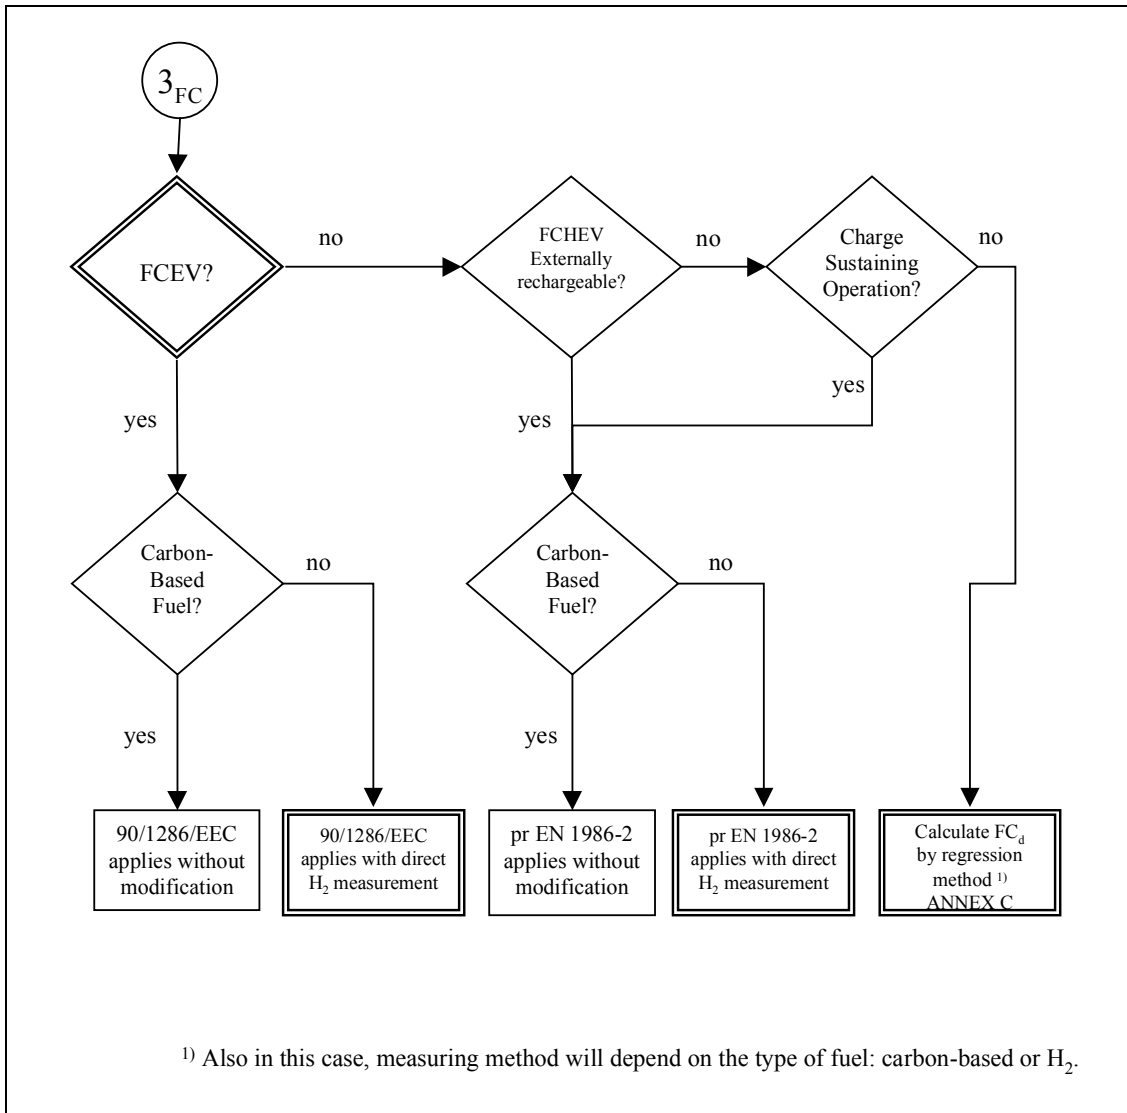 3FC
FCEV?
no
FCHEV
Externally
rechargeable?
no
Charge
Sustaining
Operation?
no
yes
yes
yes
Carbon-
Based
Fuel?
no
Carbon-
Based
Fuel?
no
yes
yes
90/1286/EEC
applies without
modification
90/1286/EEC
applies with direct
H2 measurement
pr EN 1986-2
applies without
modification
pr EN 1986-2
applies with direct
H2 measurement
Calculate FCd
by regression
method 1)
ANNEX C
1) Also in this case, measuring method will depend on the type of fuel: carbon-based or H2.